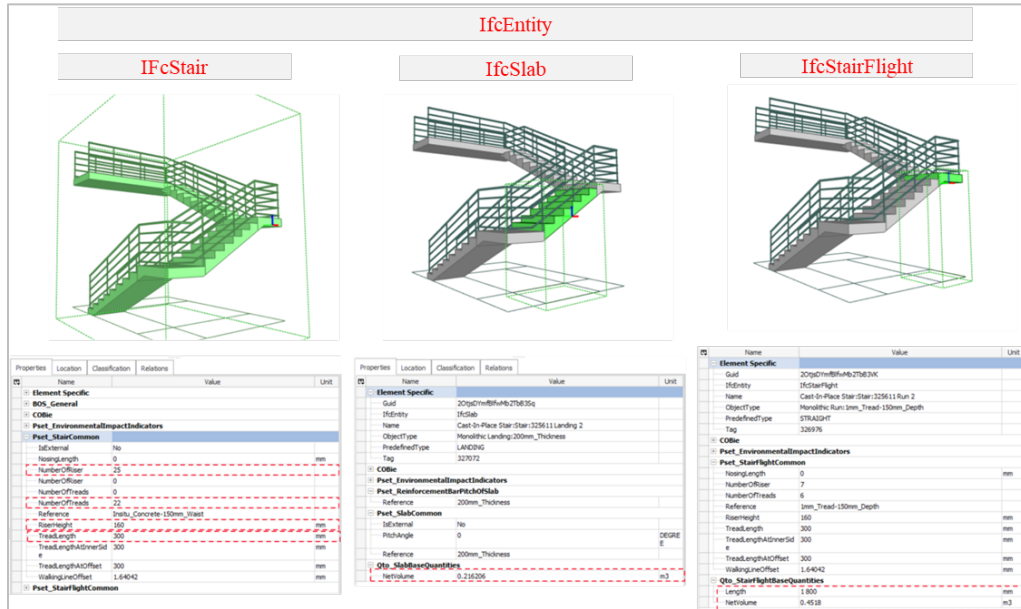 IfcEntity
IFcStair
IfcSlab
IfcStairFlight
Properties Location Classification Relations
Name Value Unit
Element Specific
BOS_General
COBie
Pset_EnvironmentalImpactIndicators
Pset_StairCommon
IsExternal No
NosingLength 0 mm
NumberOfRiser 25
NumberOfRiser 0
NumberOfTreads 0
NumberOfTreads 22
Reference Insitu_Concrete-150mm_Waist
RiserHeight 160 mm
TreadLength 300 mm
TreadLengthAtInnerSid
e 300 mm
TreadLengthAtOffset 300 mm
WalkingLineOffset 1.64042 mm
Pset_StairFlightCommon
Properties Location Classification Relations
Name Value Unit
Element Specific
Guid
IfcEntity IfcSlab
Name Cast-In-Place Stair:Stair:325611 Landing 2
ObjectType Monolithic Landing:200mm_Thickness
PredefinedType LANDING
Tag 327072
COBie
Pset_EnvironmentalImpactIndicators
Pset_ReinforcementBarPitchOfSlab
Reference 200mm_Thickness
Pset_SlabCommon
IsExternal No
PitchAngle 0 DEGRE
E
Reference 200mm_Thickness
Qto_SlabBaseQuantities
NetVolume 0.216206 m3
Name Value Unit
Element Specific
Guid
IfcEntity IfcStairFlight
Name Cast-In-Place Stair:Stair:325611 Run 2
ObjectType Monolithic Run:1mm_Tread-150mm_Depth
PredefinedType STRAIGHT
Tag 326976
COBie
Pset_EnvironmentalImpactIndicators
Pset_StairFlightCommon
NosingLength 0 mm
NumberOfRiser 7
NumberOfTreads 6
Reference 1mm_Tread-150mm_Depth
RiserHeight 160 mm
TreadLength 300 mm
TreadLengthAtInnerSid
e 300 mm
TreadLengthAtOffset 300 mm
WalkingLineOffset 1.64042 mm
Qto_StairFlightBaseQuantities
Length 1 800 mm
NetVolume 0.4518 m3